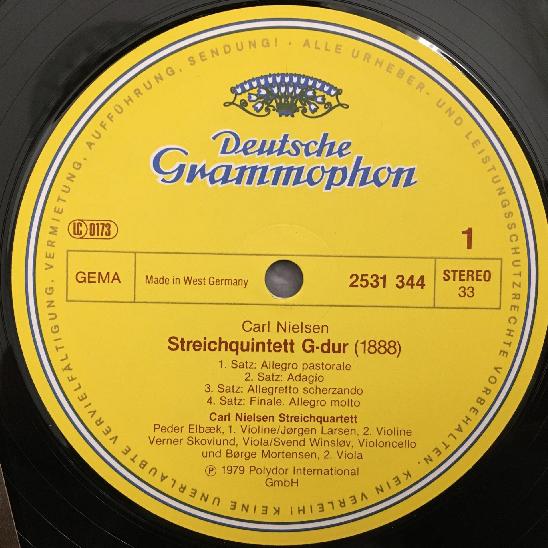 Deutsche
Grammophon
LC 0173
1
GEMA
Made in West Germany
2531 344
STEREO
33
Carl Nielsen
Streichquintett G-dur (1888)
1. Satz: Allegro pastorale
2. Satz: Adagio
3. Satz: Allegretto scherzando
4. Satz: Finale. Allegro molto
Carl Nielsen Streichquartett
Peder Elbæk, 1. Violine/Jørgen Larsen, 2. Violine
Verner Skovlund, Viola/Svend Winsløv, Violoncello
und Børge Mortensen, 2. Viola
℗ 1979 Polydor International
GmbH
ALLE URHEBER- UND LEISTUNGSSCHUTZRECHTE VORBEHALTEN · KEIN VERLEIH! KEINE UNERLAUBTE VERVIELFÄLTIGUNG, VERMIETUNG, AUFFÜHRUNG, SENDUNG! ·